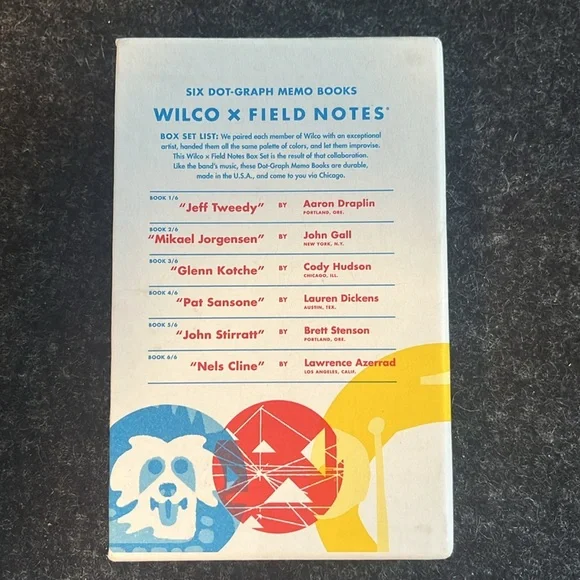 SIX DOT-GRAPH MEMO BOOKS
WILCO × FIELD NOTES®
BOX SET LIST: We paired each member of Wilco with an exceptional
artist, handed them all the same palette of colors, and let them improvise.
This Wilco × Field Notes Box Set is the result of that collaboration.
Like the band's music, these Dot-Graph Memo Books are durable,
made in the U.S.A., and come to you via Chicago.
BOOK 1/6
"Jeff Tweedy" BY Aaron Draplin
PORTLAND, ORE.
BOOK 2/6
"Mikael Jorgensen" BY John Gall
NEW YORK, N.Y.
BOOK 3/6
"Glenn Kotche" BY Cody Hudson
CHICAGO, ILL.
BOOK 4/6
"Pat Sansone" BY Lauren Dickens
AUSTIN, TEX.
BOOK 5/6
"John Stirratt" BY Brett Stenson
PORTLAND, ORE.
BOOK 6/6
"Nels Cline" BY Lawrence Azerrad
LOS ANGELES, CALIF.